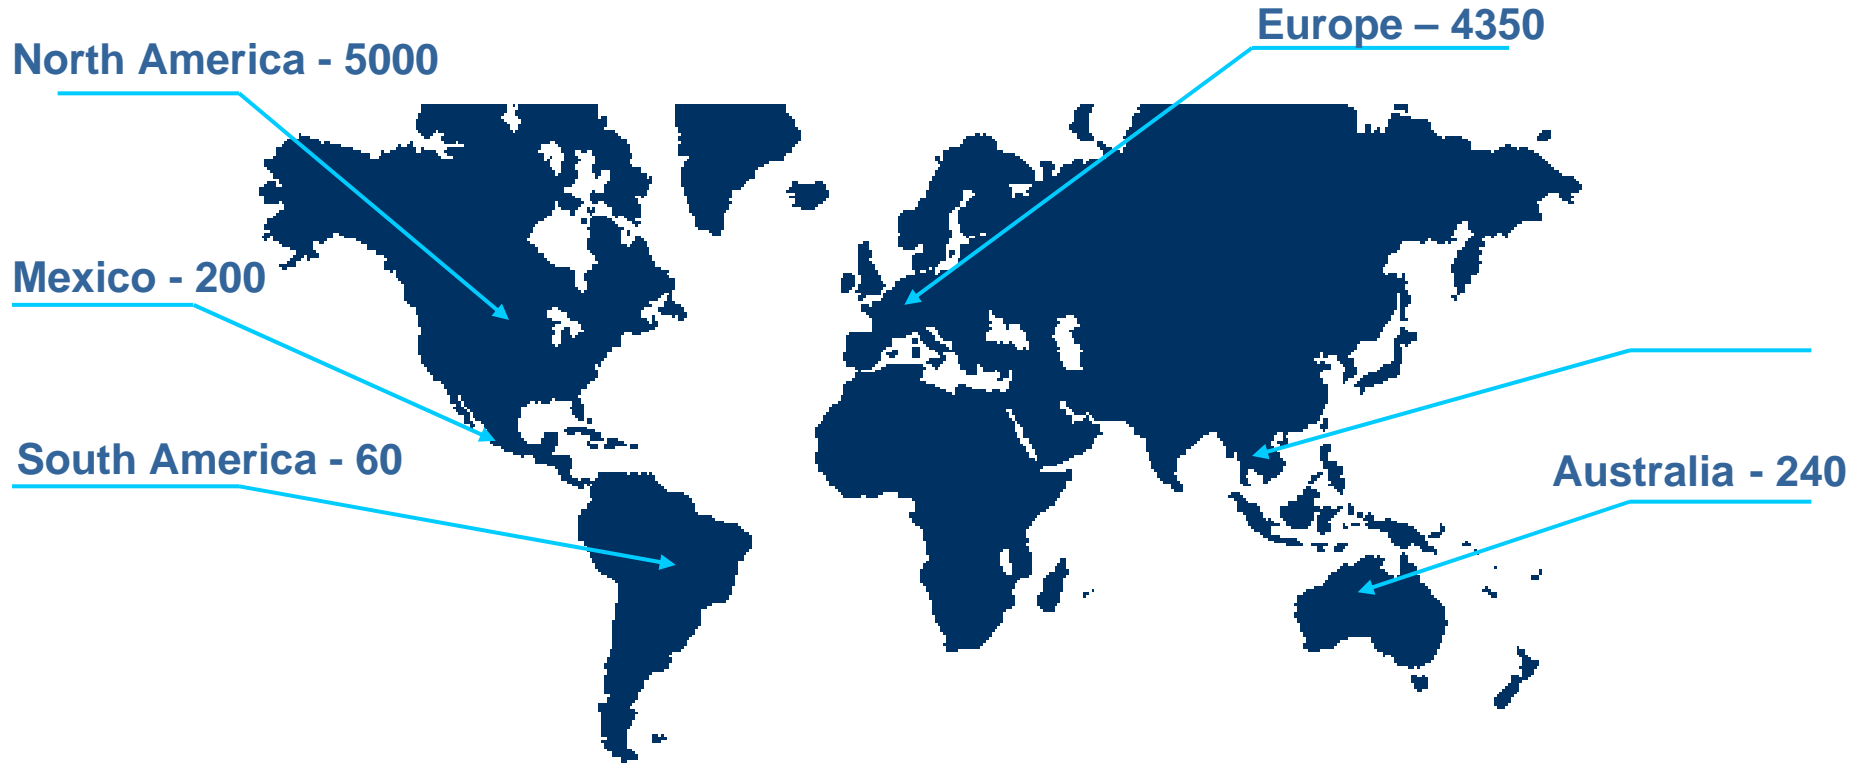 Europe – 4350
North America - 5000
Mexico - 200
South America - 60
Australia - 240